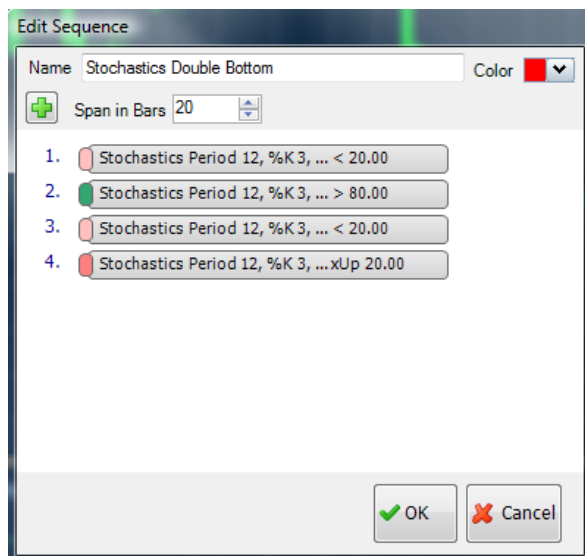 Edit Sequence
Name Stochastics Double Bottom Color
Span in Bars 20
1. Stochastics Period 12, %K 3, ... < 20.00
2. Stochastics Period 12, %K 3, ... > 80.00
3. Stochastics Period 12, %K 3, ... < 20.00
4. Stochastics Period 12, %K 3, ... xUp 20.00
OK Cancel